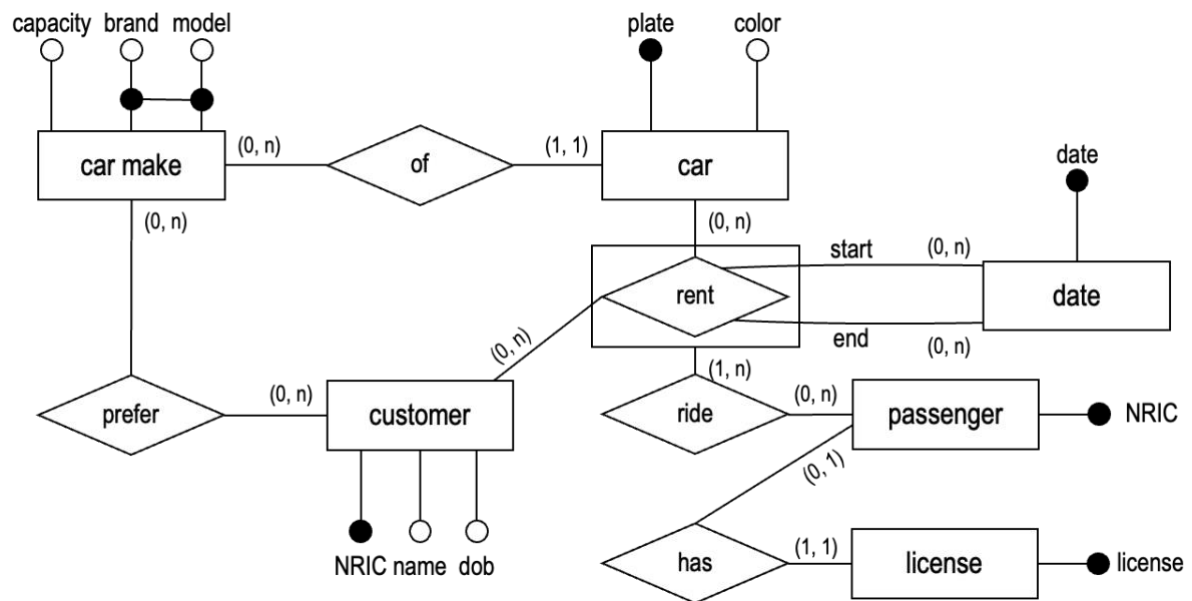 capacity brand model
plate color
car make
(0, n)
of
(1, 1)
car
date
(0, n)
(0, n)
start
(0, n)
rent
date
end
(0, n)
(0, n)
(1, n)
prefer
(0, n)
customer
ride
(0, n)
passenger
NRIC
(0, 1)
NRIC name dob
has
(1, 1)
license
license